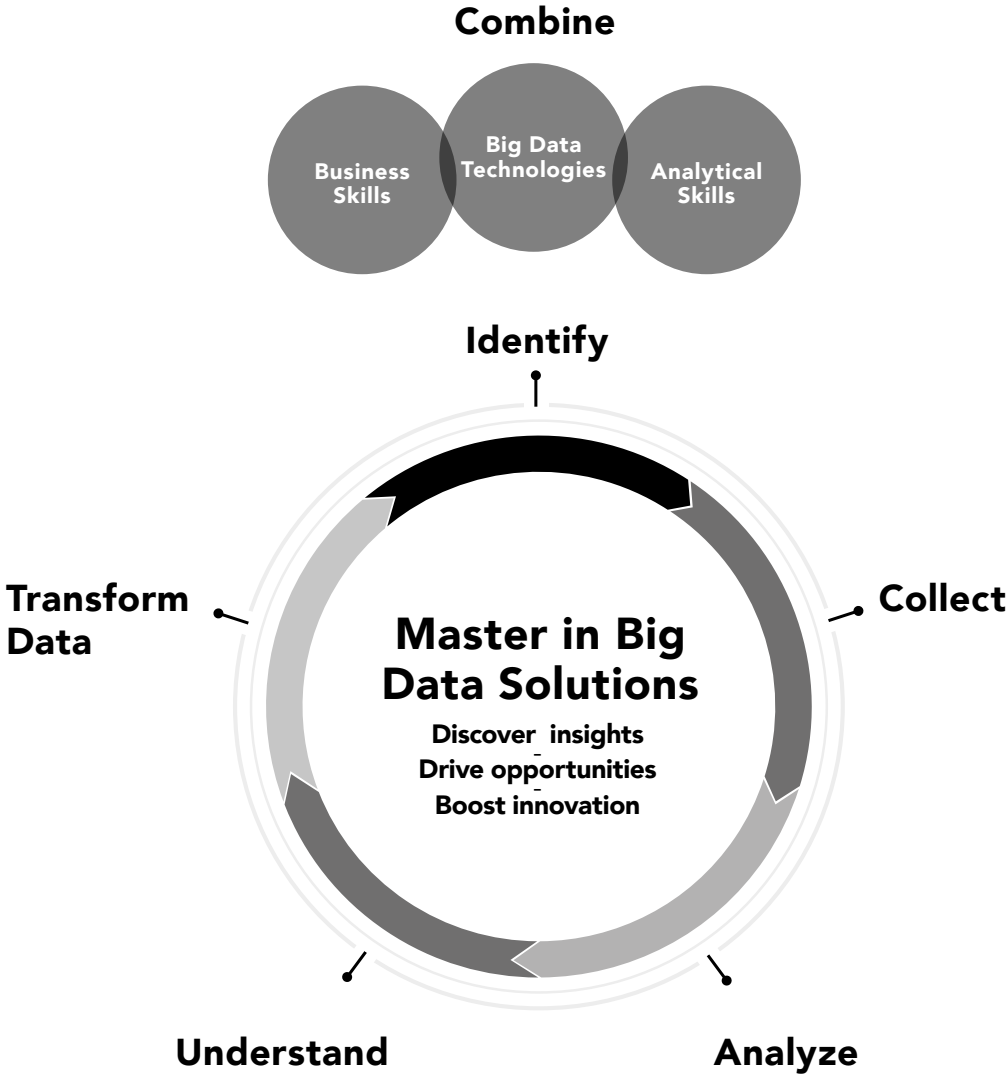 Combine
Business
Skills
Big Data
Technologies
Analytical
Skills
Identify
Transform
Data
Collect
Master in Big
Data Solutions
Discover insights
-
Drive opportunities
-
Boost innovation
Understand
Analyze